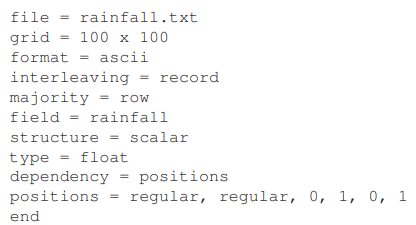 file = rainfall.txt
grid = 100 x 100
format = ascii
interleaving = record
majority = row
field = rainfall
structure = scalar
type = float
dependency = positions
positions = regular, regular, 0, 1, 0, 1
end